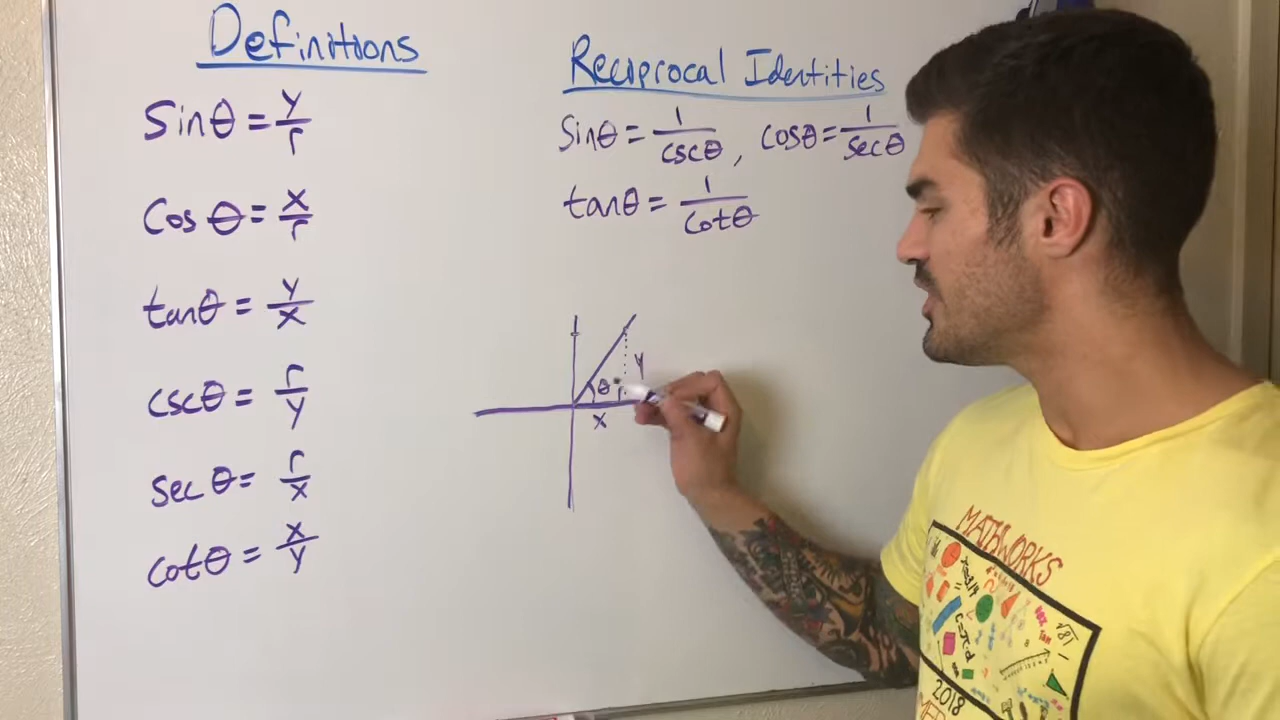 Definitions
Sinθ = y/r
Cos θ = x/r
tanθ = y/x
cscθ = r/y
sec θ = r/x
cotθ = x/y
Reciprocal Identities
Sinθ = 1/cscθ , cosθ = 1/secθ
tanθ = 1/cotθ
y
θ
x
MATHWORKS
2018